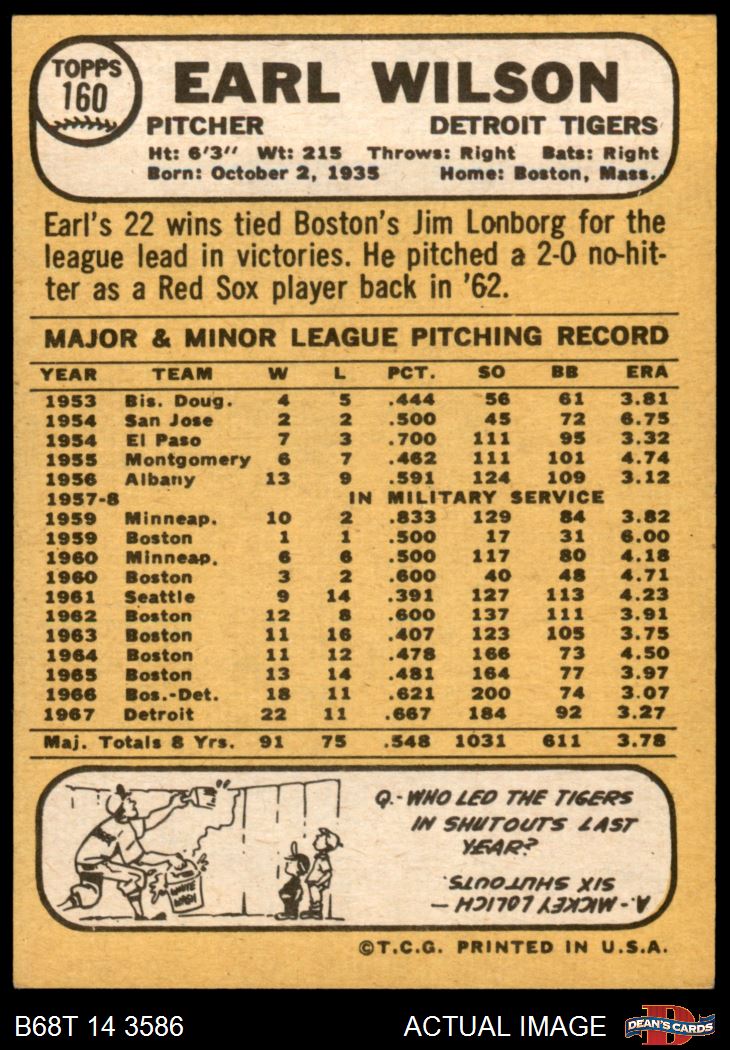 TOPPS
160
EARL WILSON
PITCHER DETROIT TIGERS
Ht: 6'3" Wt: 215 Throws: Right Bats: Right
Born: October 2, 1935 Home: Boston, Mass.
Earl's 22 wins tied Boston's Jim Lonborg for the
league lead in victories. He pitched a 2-0 no-hit-
ter as a Red Sox player back in '62.
MAJOR & MINOR LEAGUE PITCHING RECORD
YEAR TEAM W L PCT. SO BB ERA
1953 Bis. Doug. 4 5 .444 56 61 3.81
1954 San Jose 2 2 .500 45 72 6.75
1954 El Paso 7 3 .700 111 95 3.32
1955 Montgomery 6 7 .462 111 101 4.74
1956 Albany 13 9 .591 124 109 3.12
1957-8 IN MILITARY SERVICE
1959 Minneap. 10 2 .833 129 84 3.82
1959 Boston 1 1 .500 17 31 6.00
1960 Minneap. 6 6 .500 117 80 4.18
1960 Boston 3 2 .600 40 48 4.71
1961 Seattle 9 14 .391 127 113 4.23
1962 Boston 12 8 .600 137 111 3.91
1963 Boston 11 16 .407 123 105 3.75
1964 Boston 11 12 .478 166 73 4.50
1965 Boston 13 14 .481 164 77 3.97
1966 Bos.-Det. 18 11 .621 200 74 3.07
1967 Detroit 22 11 .667 184 92 3.27
Maj. Totals 8 Yrs. 91 75 .548 1031 611 3.78
WHITE
WASH
Q.- WHO LED THE TIGERS
IN SHUTOUTS LAST
YEAR?
A.- MICKEY LOLICH —
SIX SHUTOUTS.
©T.C.G. PRINTED IN U.S.A.
B68T 14 3586 ACTUAL IMAGE
D
DEAN'S CARDS